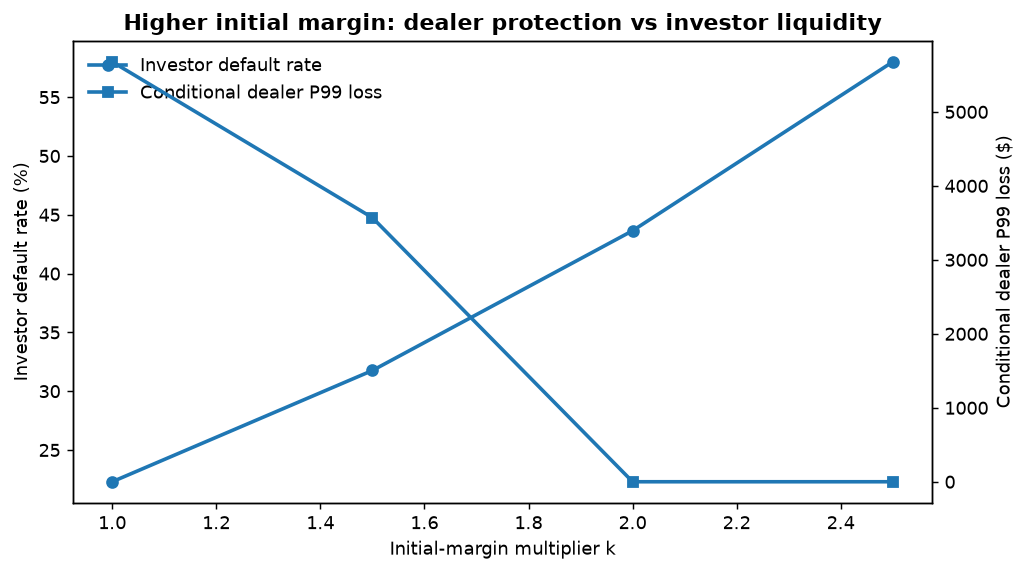 Higher initial margin: dealer protection vs investor liquidity
Investor default rate
Conditional dealer P99 loss
Investor default rate (%)
55
50
45
40
35
30
25
5000
4000
3000
2000
1000
0
Conditional dealer P99 loss ($)
1.0 1.2 1.4 1.6 1.8 2.0 2.2 2.4
Initial-margin multiplier k